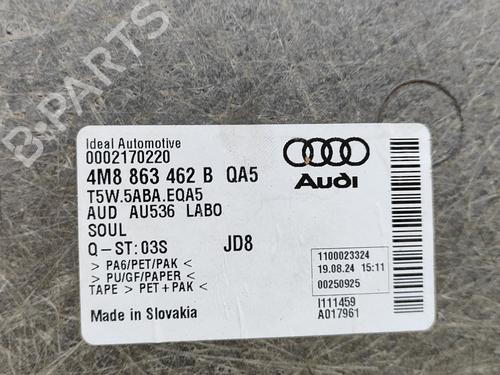 B-PARTS
Ideal Automotive
0002170220
4M8 863 462 B QA5
T5W.5ABA.EQA5
AUD AU536 LABO
SOUL
Q-ST:03S JD8
> PA6/PET/PAK <
> PU/GF/PAPER <
TAPE > PET+PAK <
Made in Slovakia
Audi
1100023324
19.08.24 15:11
00250925
I111459
A017961